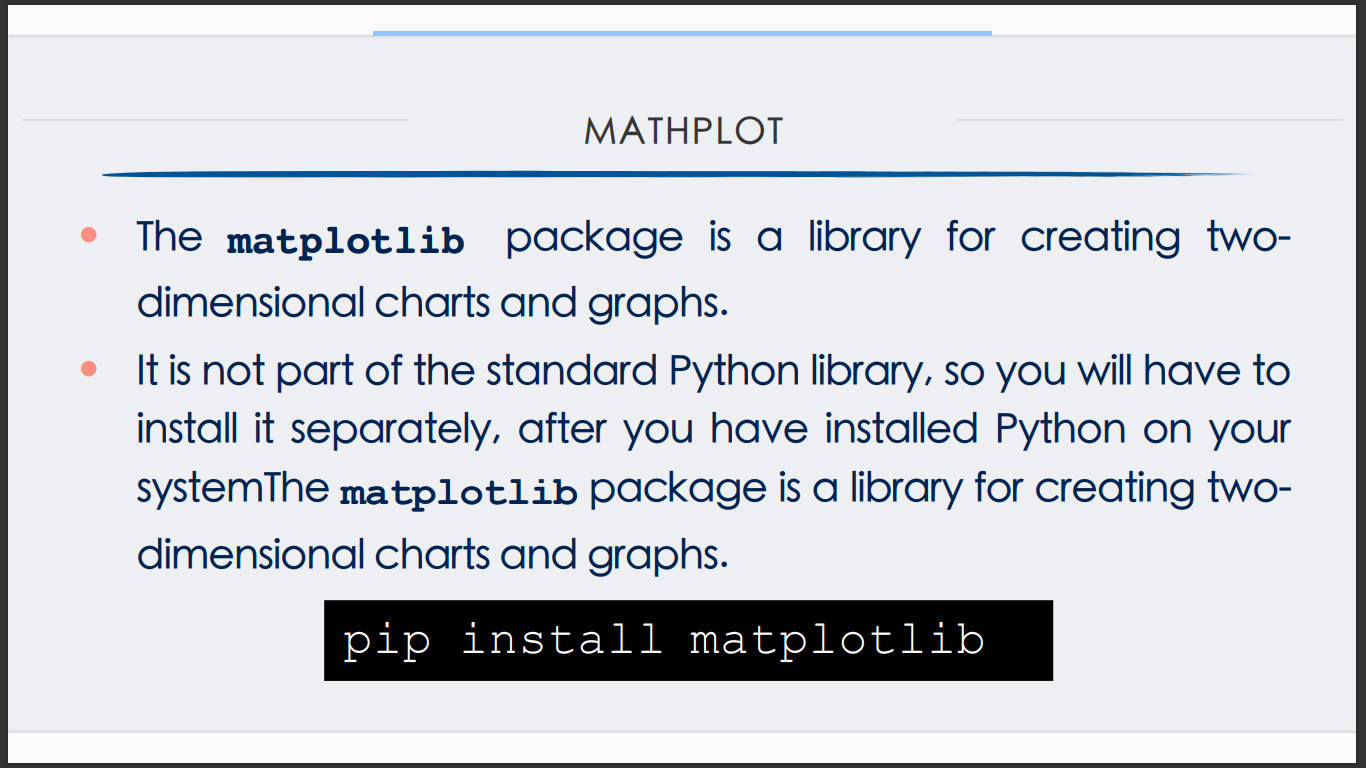 MATHPLOT
The matplotlib package is a library for creating two-
dimensional charts and graphs.
It is not part of the standard Python library, so you will have to
install it separately, after you have installed Python on your
systemThe matplotlib package is a library for creating two-
dimensional charts and graphs.
pip install matplotlib